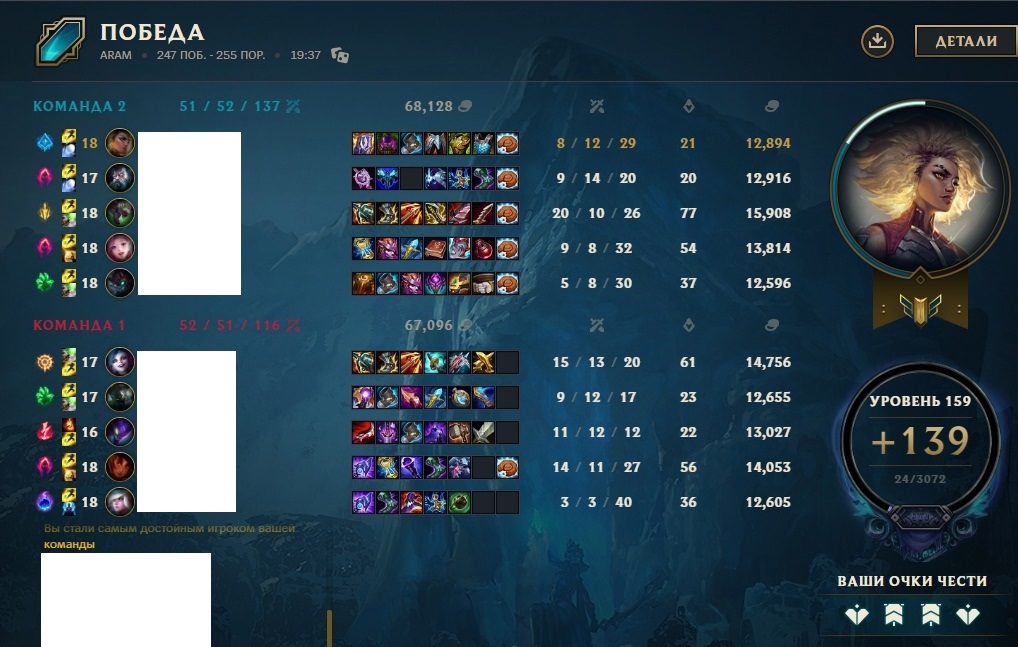 ПОБЕДА
ARAM • 247 ПОБ. - 255 ПОР. • 19:37
ДЕТАЛИ
КОМАНДА 2 51 / 52 / 137 68,128
18 8 / 12 / 29 21 12,894
17 9 / 14 / 20 20 12,916
18 20 / 10 / 26 77 15,908
18 9 / 8 / 32 54 13,814
18 5 / 8 / 30 37 12,596
КОМАНДА 1 52 / 51 / 116 67,096
17 15 / 13 / 20 61 14,756
17 9 / 12 / 17 23 12,655
16 11 / 12 / 12 22 13,027
18 14 / 11 / 27 56 14,053
18 3 / 3 / 40 36 12,605
Вы стали самым достойным игроком вашей
команды
УРОВЕНЬ 159
+139
24/3072
ВАШИ ОЧКИ ЧЕСТИ